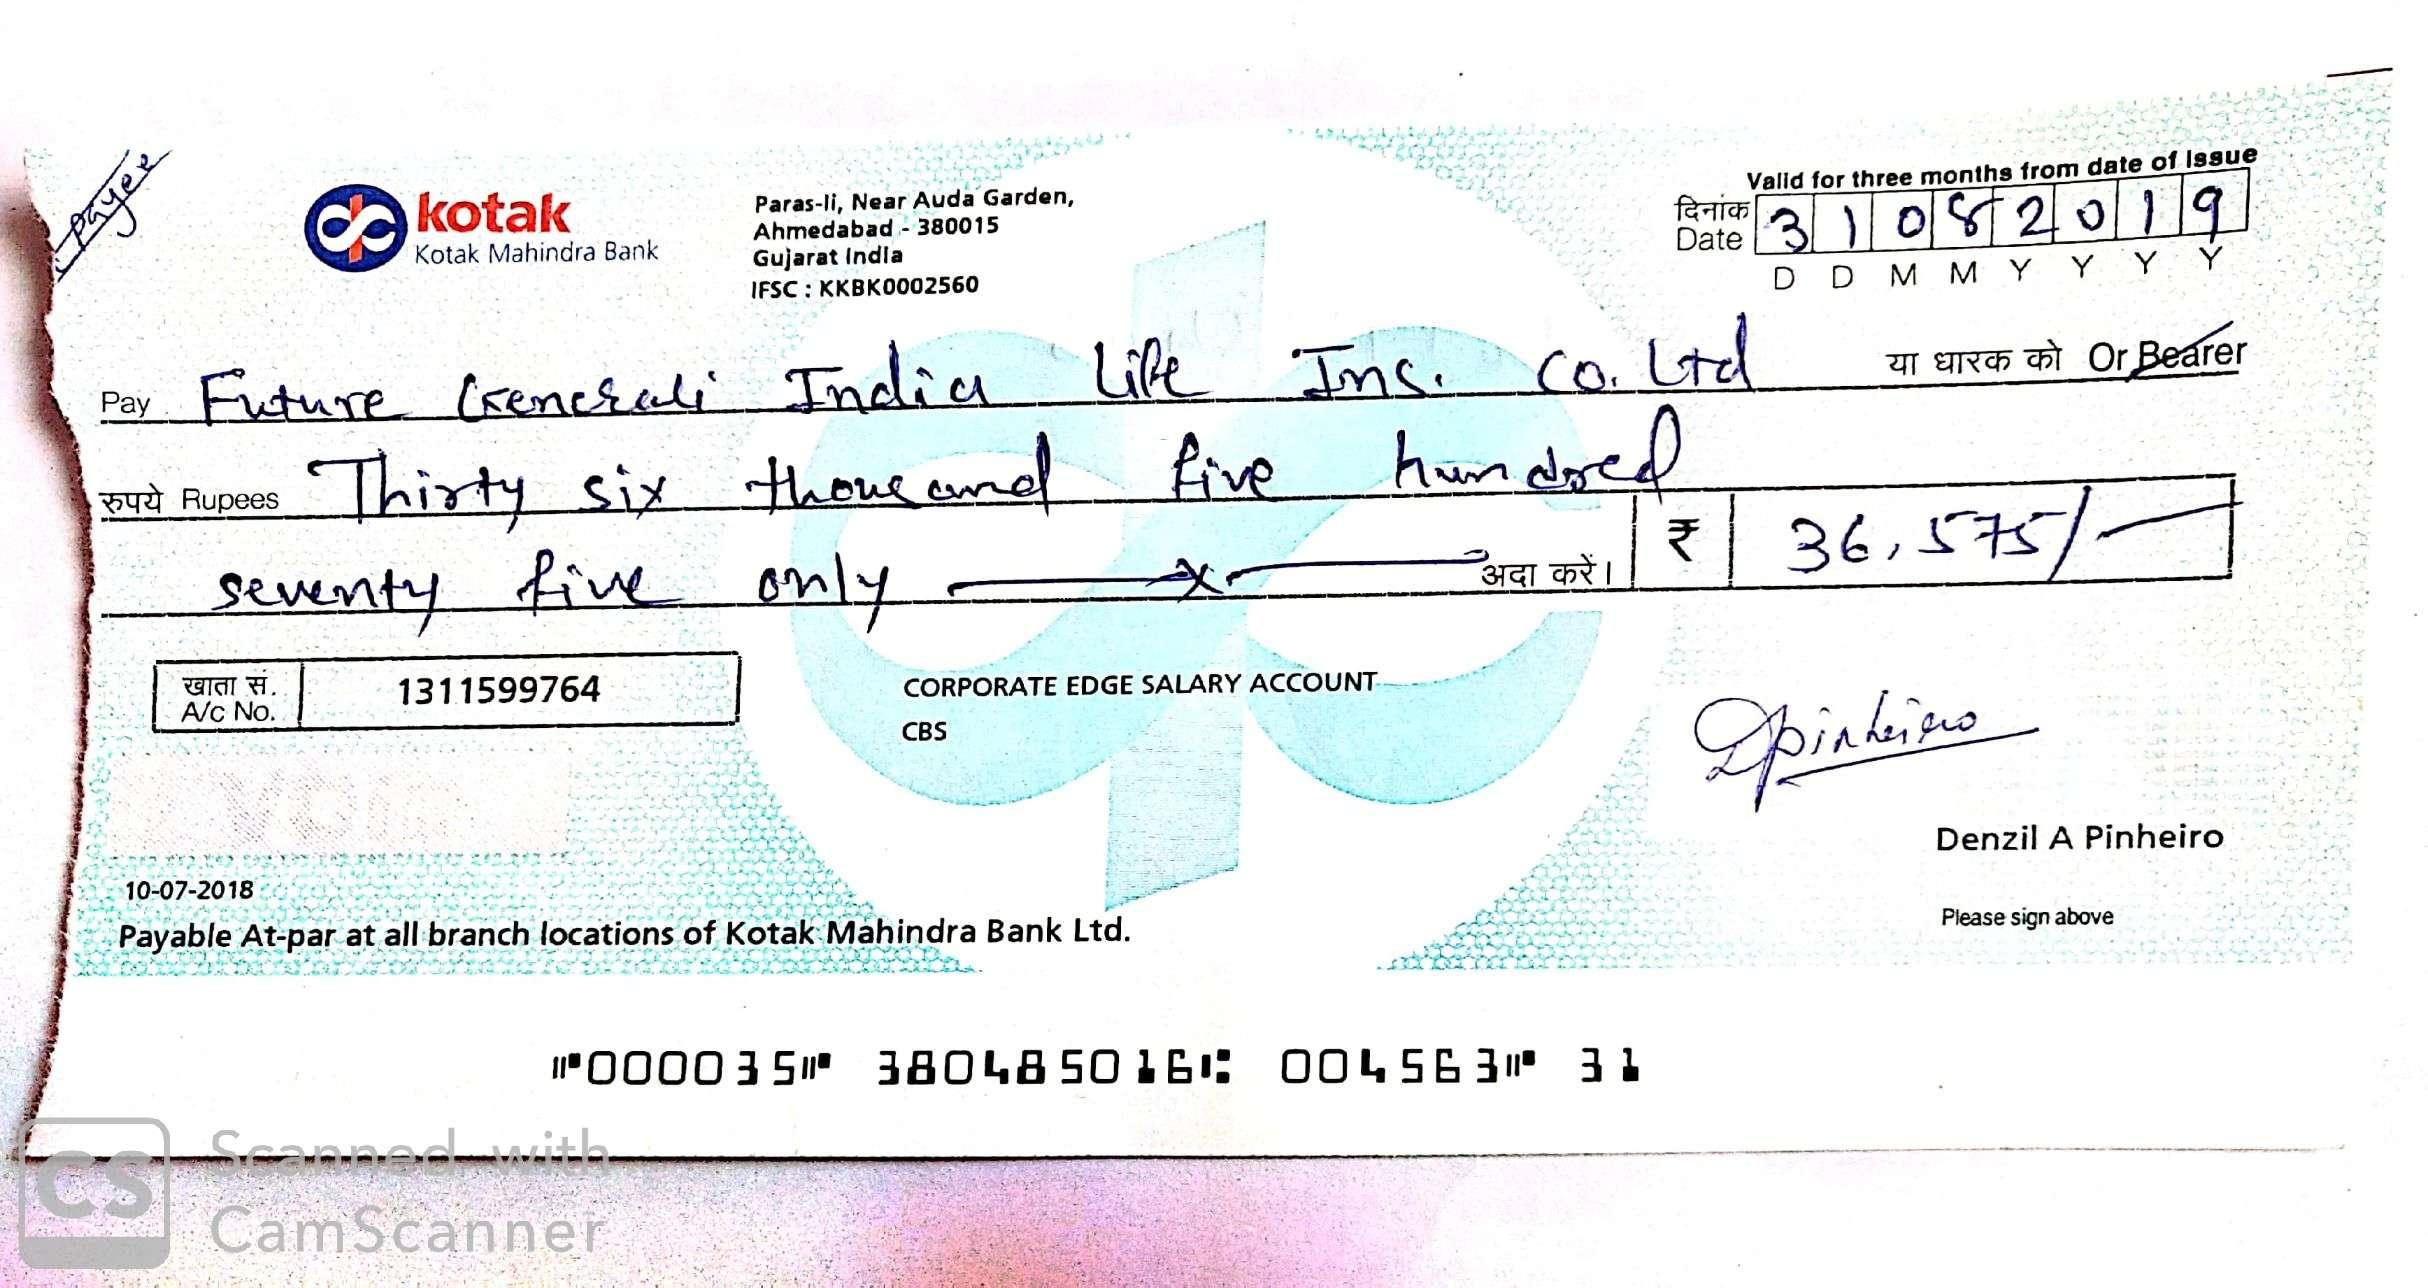 Payee
kotak
Kotak Mahindra Bank
Paras-Ii, Near Auda Garden,
Ahmedabad - 380015
Gujarat India
IFSC : KKBK0002560
Valid for three months from date of Issue
दिनांक
Date
3 1 0 8 2 0 1 9
D D M M Y Y Y Y
Pay Future Generali India Life Ins. Co. Ltd या धारक को Or Bearer
रुपये Rupees Thirty six thousand five hundred
seventy five only x अदा करें। ₹ 36,575/-
खाता सं.
A/c No.
1311599764
CORPORATE EDGE SALARY ACCOUNT
CBS
DPinheiro
VOID
Denzil A Pinheiro
Please sign above
10-07-2018
Payable At-par at all branch locations of Kotak Mahindra Bank Ltd.
⑈000035⑈ 380485016⑆ 004563⑈ 31
CS
Scanned with
CamScanner